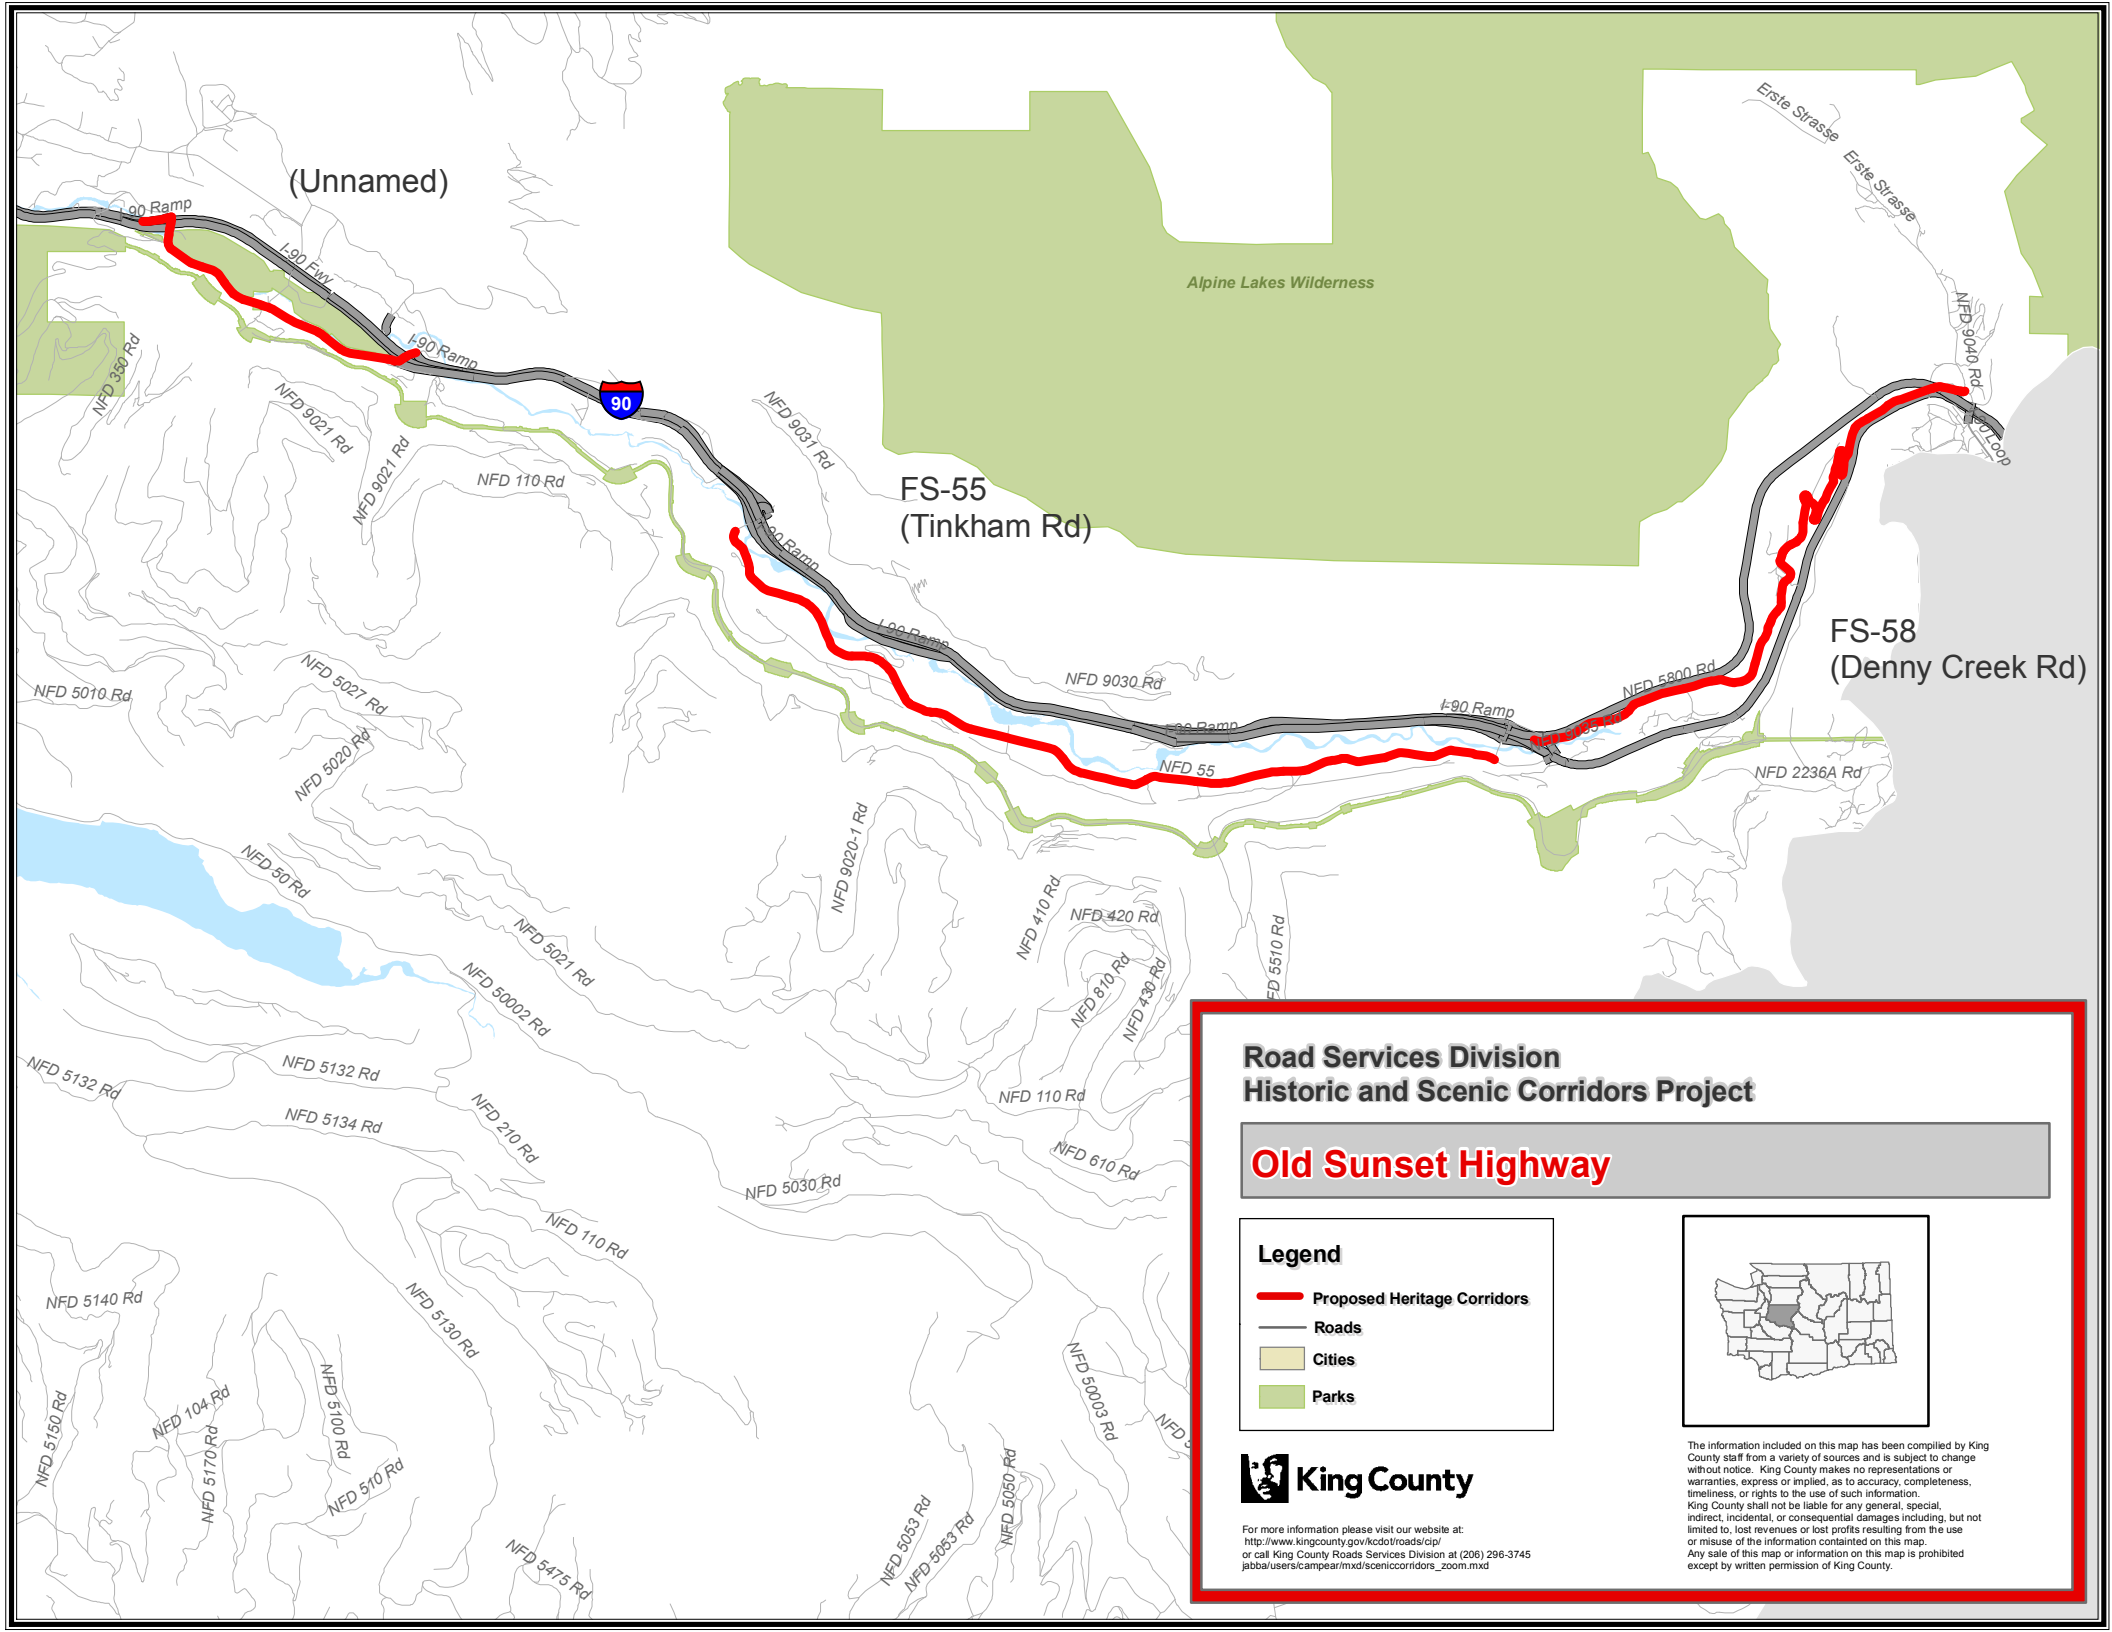 Erste Strasse
Erste Strasse
(Unnamed)
I-90 Ramp
I-90 Fwy
Alpine Lakes Wilderness
NFD 9040 Rd
I-90 Ramp
NFD 350 Rd
90
NFD 9021 Rd
NFD 9031 Rd
I-90 Loop
NFD 9021 Rd
NFD 110 Rd
FS-55
(Tinkham Rd)
I-90 Ramp
I-90 Ramp
FS-58
(Denny Creek Rd)
NFD 5010 Rd
NFD 5027 Rd
NFD 9030 Rd
NFD 5800 Rd
I-90 Ramp
I-90 Ramp
NFD 9035 Rd
NFD 5020 Rd
NFD 55
NFD 2236A Rd
NFD 50 Rd
NFD 9020-1 Rd
NFD 410 Rd
NFD 420 Rd
NFD 5021 Rd
NFD 810 Rd
NFD 430 Rd
FD 5510 Rd
NFD 50002 Rd
NFD 5132 Rd
NFD 5132 Rd
NFD 5134 Rd
NFD 210 Rd
NFD 110 Rd
NFD 610 Rd
NFD 5030 Rd
NFD 110 Rd
NFD 5140 Rd
NFD 5130 Rd
NFD 5150 Rd
NFD 104 Rd
NFD 5170 Rd
NFD 5100 Rd
NFD 510 Rd
NFD 50003 Rd
NFD 5
NFD 5050 Rd
NFD 5053 Rd
NFD 5053 Rd
NFD 5475 Rd
Road Services Division
Historic and Scenic Corridors Project
Old Sunset Highway
Legend
Proposed Heritage Corridors
Roads
Cities
Parks
King County
For more information please visit our website at:
http://www.kingcounty.gov/kcdot/roads/cip/
or call King County Roads Services Division at (206) 296-3745
jabba/users/campear/mxd/sceniccorridors_zoom.mxd
The information included on this map has been compilied by King
County staff from a variety of sources and is subject to change
without notice. King County makes no representations or
warranties, express or implied, as to accuracy, completeness,
timeliness, or rights to the use of such information.
King County shall not be liable for any general, special,
indirect, incidental, or consequential damages including, but not
limited to, lost revenues or lost profits resulting from the use
or misuse of the information containted on this map.
Any sale of this map or information on this map is prohibited
except by written permission of King County.